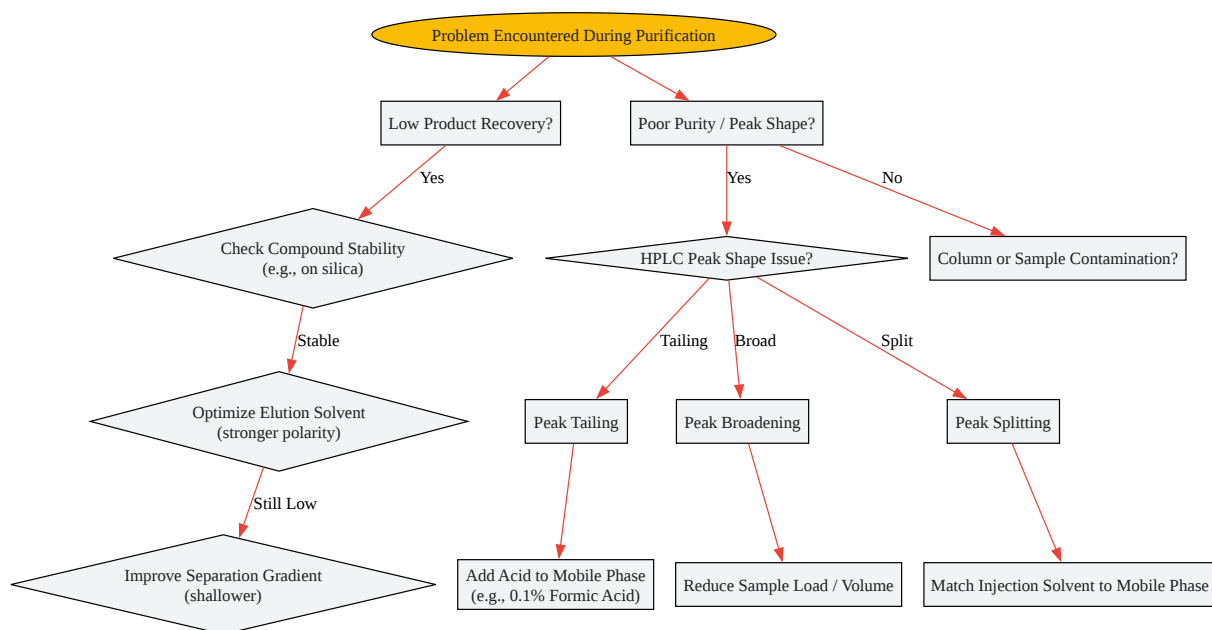 Problem Encountered During Purification
Low Product Recovery?
Poor Purity / Peak Shape?
Yes
Yes
No
Check Compound Stability
(e.g., on silica)
HPLC Peak Shape Issue?
Column or Sample Contamination?
Stable
Tailing
Broad
Split
Optimize Elution Solvent
(stronger polarity)
Peak Tailing
Peak Broadening
Peak Splitting
Still Low
Improve Separation Gradient
(shallower)
Add Acid to Mobile Phase
(e.g., 0.1% Formic Acid)
Reduce Sample Load / Volume
Match Injection Solvent to Mobile Phase